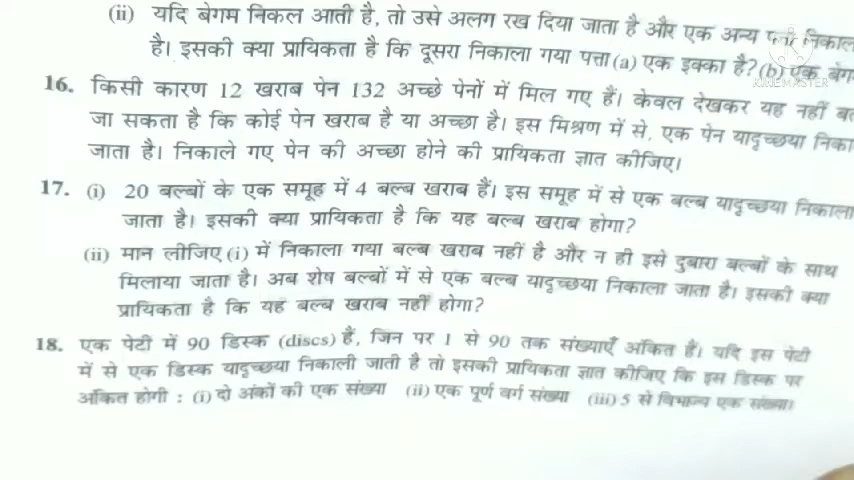 (ii) यदि बेगम निकल आती है, तो उसे अलग रख दिया जाता है और एक अन्य निकाल
है। इसकी क्या प्रायिकता है कि दूसरा निकाला गया पत्ता (a) एक इक्का है? (b) एक बेग
16. किसी कारण 12 खराब पेन 132 अच्छे पेनों में मिल गए हैं। केवल देखकर यह नहीं ब
जा सकता है कि कोई पेन खराब है या अच्छा है। इस मिश्रण में से, एक पेन यादृच्छया निका
जाता है। निकाले गए पेन की अच्छा होने की प्रायिकता ज्ञात कीजिए।
17. (i) 20 बल्बों के एक समूह में 4 बल्ब खराब हैं। इस समूह में से एक बल्ब यादृच्छया निकाला
जाता है। इसकी क्या प्रायिकता है कि यह बल्ब खराब होगा?
(ii) मान लीजिए (i) में निकाला गया बल्ब खराब नहीं है और न ही इसे दुबारा बल्बों के साथ
मिलाया जाता है। अब शेष बल्बों में से एक बल्ब यादृच्छया निकाला जाता है। इसकी क्या
प्रायिकता है कि यह बल्ब खराब नहीं होगा?
18. एक पेटी में 90 डिस्क (discs) हैं, जिन पर 1 से 90 तक संख्याएँ अंकित हैं। यदि इस पेटी
में से एक डिस्क यादृच्छया निकाली जाती है तो इसकी प्रायिकता ज्ञात कीजिए कि इस डिस्क पर
अंकित होगी : (i) दो अंकों की एक संख्या (ii) एक पूर्ण वर्ग संख्या (iii) 5 से विभाज्य एक संख्या।
KINEMASTER